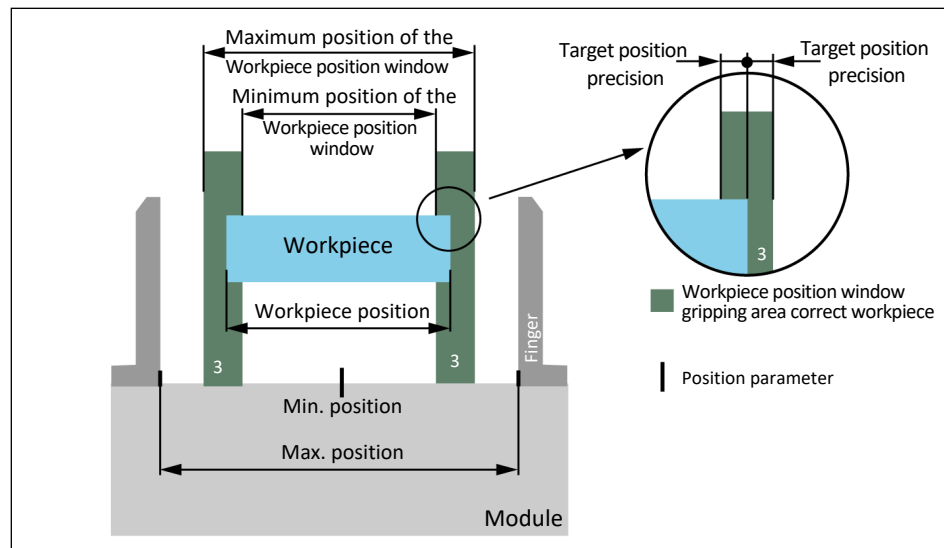 Maximum position of the
Workpiece position window
Minimum position of the
Workpiece position
window
Target position
precision
Target position
precision
Workpiece
3
Workpiece position window
gripping area correct workpiece
Workpiece position
Finger
3
3
Position parameter
Min. position
Max. position
Module